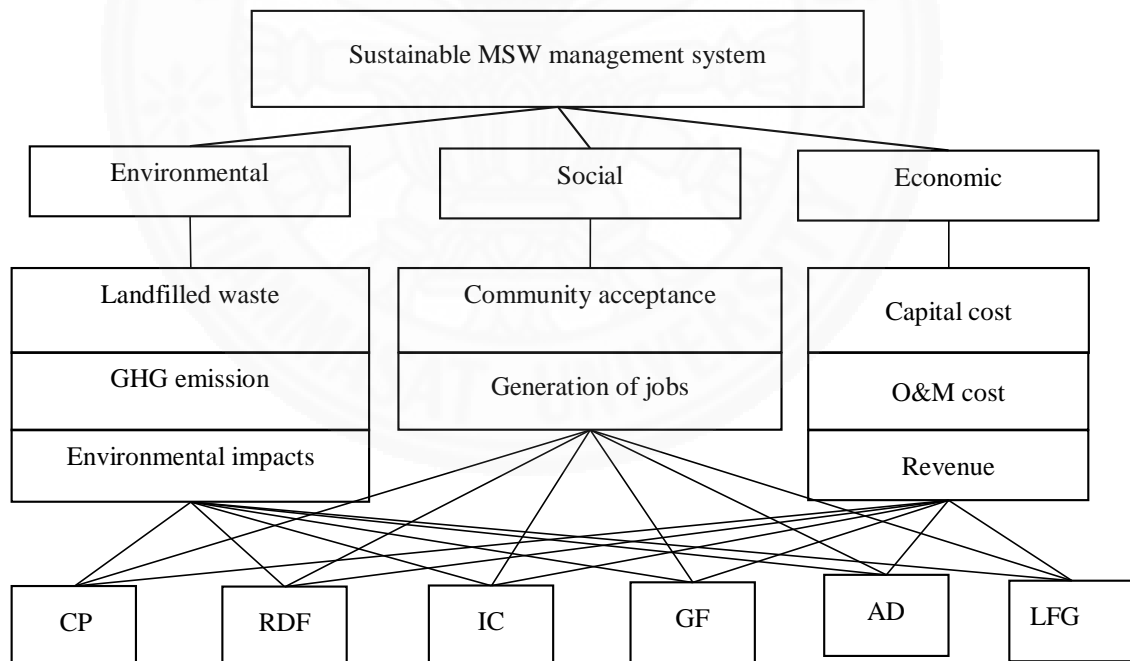 Sustainable MSW management system
Environmental
Social
Economic
Landfilled waste
Community acceptance
Capital cost
GHG emission
Generation of jobs
O&M cost
Environmental impacts
Revenue
CP
RDF
IC
GF
AD
LFG